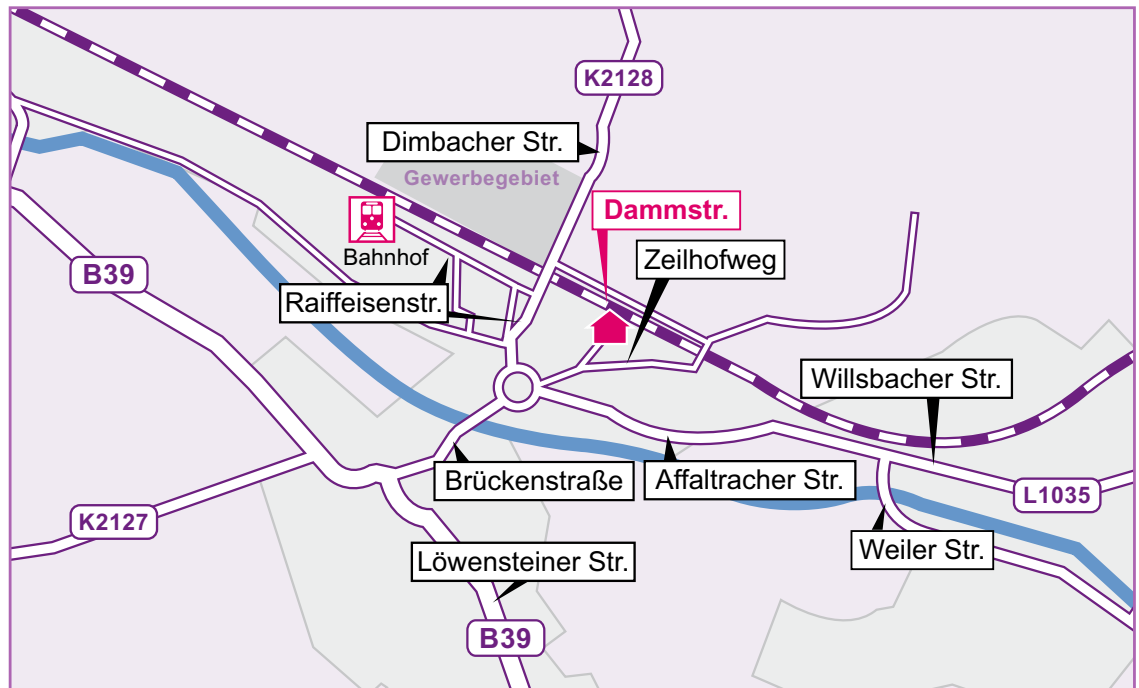 K2128
Dimbacher Str.
Gewerbegebiet
Dammstr.
Bahnhof
Zeilhofweg
B39
Raiffeisenstr.
Willsbacher Str.
Brückenstraße
Affaltracher Str.
L1035
K2127
Weiler Str.
Löwensteiner Str.
B39